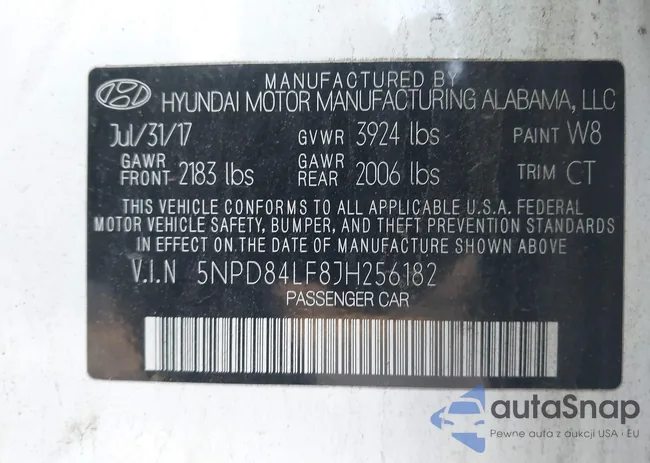 MANUFACTURED BY
HYUNDAI MOTOR MANUFACTURING ALABAMA, LLC
Jul/31/17 GVWR 3924 lbs PAINT W8
GAWR FRONT 2183 lbs GAWR REAR 2006 lbs TRIM CT
THIS VEHICLE CONFORMS TO ALL APPLICABLE U.S.A. FEDERAL
MOTOR VEHICLE SAFETY, BUMPER, AND THEFT PREVENTION STANDARDS
IN EFFECT ON THE DATE OF MANUFACTURE SHOWN ABOVE
V.I.N 5NPD84LF8JH256182
PASSENGER CAR
autaSnap
Pewne auta z aukcji USA i EU